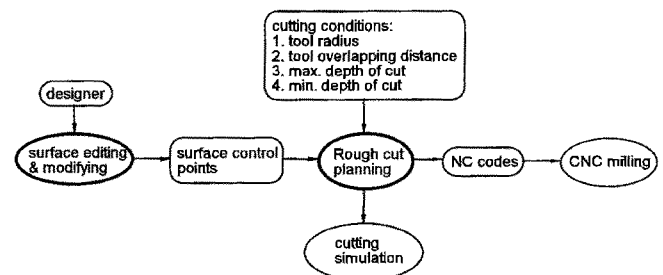 cutting conditions:
1. tool radius
2. tool overlapping distance
3. max. depth of cut
4. min. depth of cut
designer
surface editing
& modifying
surface control
points
Rough cut
planning
NC codes
CNC milling
cutting
simulation